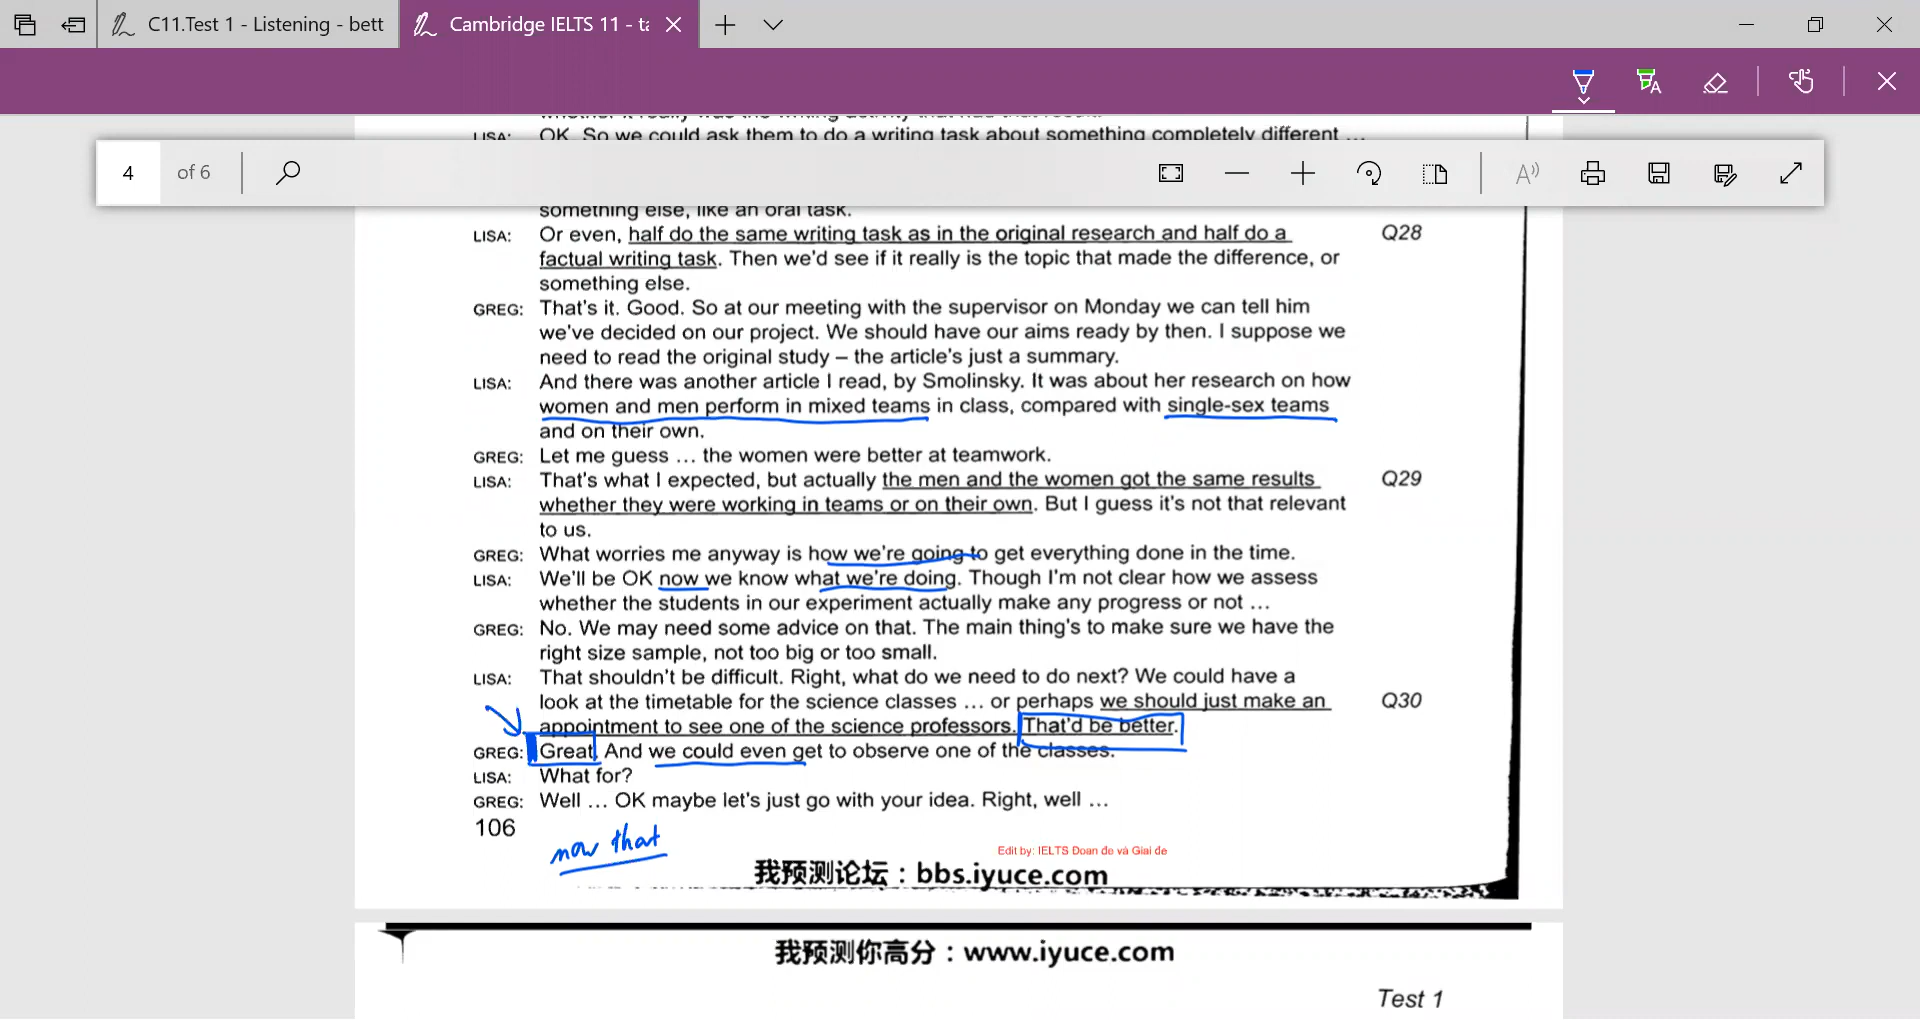 C11.Test 1 - Listening - bett
Cambridge IELTS 11 - ta
LISA: OK. So we could ask them to do a writing task about something completely different ...
4 of 6
something else, like an oral task.
LISA: Or even, half do the same writing task as in the original research and half do a Q28
factual writing task. Then we'd see if it really is the topic that made the difference, or
something else.
GREG: That's it. Good. So at our meeting with the supervisor on Monday we can tell him
we've decided on our project. We should have our aims ready by then. I suppose we
need to read the original study – the article's just a summary.
LISA: And there was another article I read, by Smolinsky. It was about her research on how
women and men perform in mixed teams in class, compared with single-sex teams
and on their own.
GREG: Let me guess ... the women were better at teamwork.
LISA: That's what I expected, but actually the men and the women got the same results Q29
whether they were working in teams or on their own. But I guess it's not that relevant
to us.
GREG: What worries me anyway is how we're going to get everything done in the time.
LISA: We'll be OK now we know what we're doing. Though I'm not clear how we assess
whether the students in our experiment actually make any progress or not ...
GREG: No. We may need some advice on that. The main thing's to make sure we have the
right size sample, not too big or too small.
LISA: That shouldn't be difficult. Right, what do we need to do next? We could have a
look at the timetable for the science classes ... or perhaps we should just make an Q30
appointment to see one of the science professors. That'd be better.
GREG: Great. And we could even get to observe one of the classes.
LISA: What for?
GREG: Well ... OK maybe let's just go with your idea. Right, well ...
106
now that
Edit by: IELTS Doan de và Giai de
我预测论坛：bbs.iyuce.com
我预测你高分：www.iyuce.com
Test 1